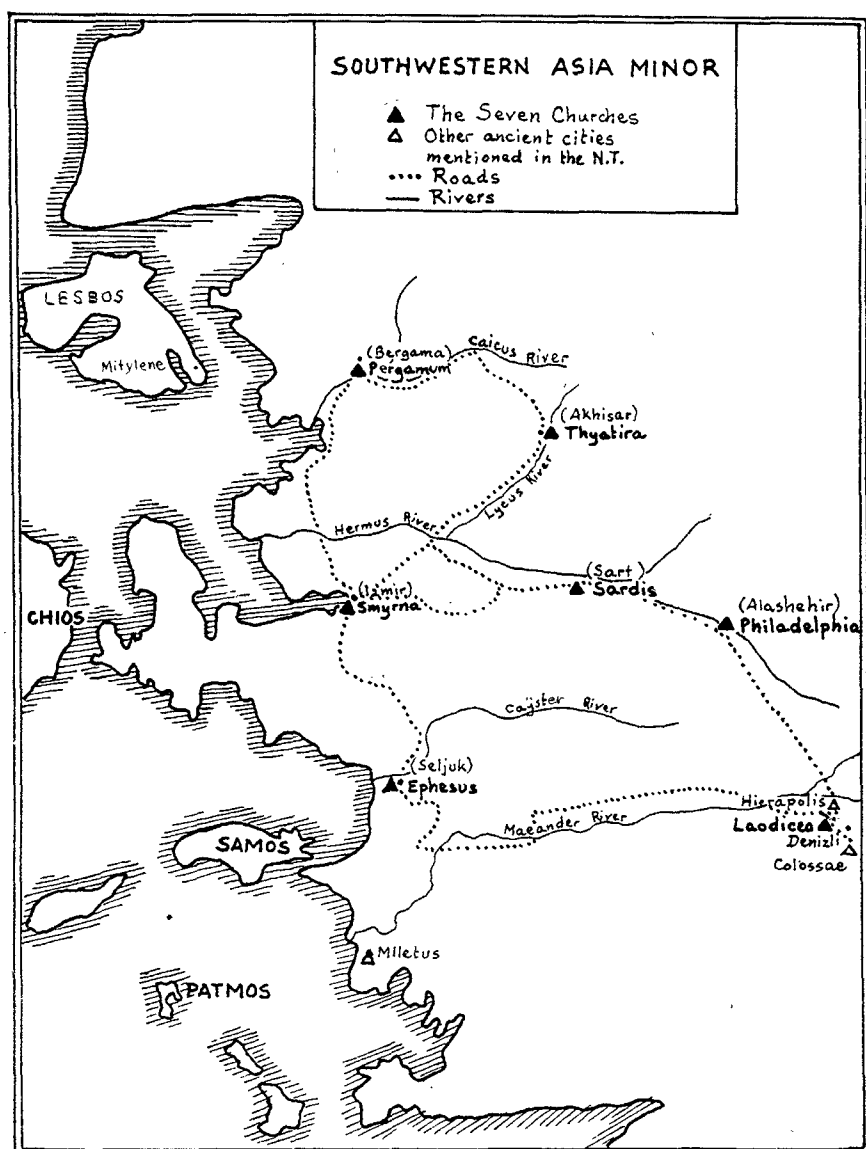 SOUTHWESTERN ASIA MINOR
The Seven Churches
Other ancient cities
mentioned in the N.T.
Roads
Rivers
LESBOS
Mitylene
(Bergama)
Pergamum
Caicus River
(Akhisar)
Thyatira
Lycus River
Hermus River
(Sart)
Sardis
(Izmir)
Smyrna
CHIOS
(Alashehir)
Philadelphia
Caÿster River
(Seljuk)
Ephesus
Hierapolis
Maeander River
Laodicea
Denizli
Colossae
SAMOS
Miletus
PATMOS